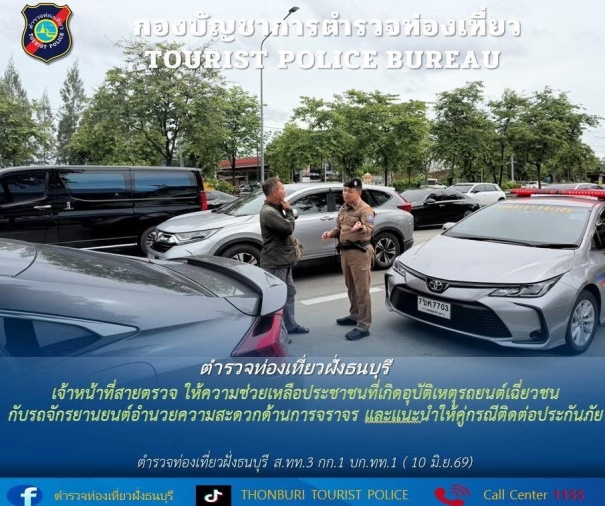 กองบัญชาการตำรวจท่องเที่ยว
TOURIST POLICE BUREAU
TOURIST POLICE
7ขศ7703
ตำรวจท่องเที่ยวฝั่งธนบุรี
เจ้าหน้าที่สายตรวจ ให้ความช่วยเหลือประชาชนที่เกิดอุบัติเหตุรถยนต์เฉี่ยวชน
กับรถจักรยานยนต์อำนวยความสะดวกด้านการจราจร และแนะนำให้คู่กรณีติดต่อประกันภัย
ตำรวจท่องเที่ยวฝั่งธนบุรี ส.ทท.3 กก.1 บก.ทท.1 ( 10 มิ.ย.69)
ตำรวจท่องเที่ยวฝั่งธนบุรี THONBURI TOURIST POLICE Call Center 1155